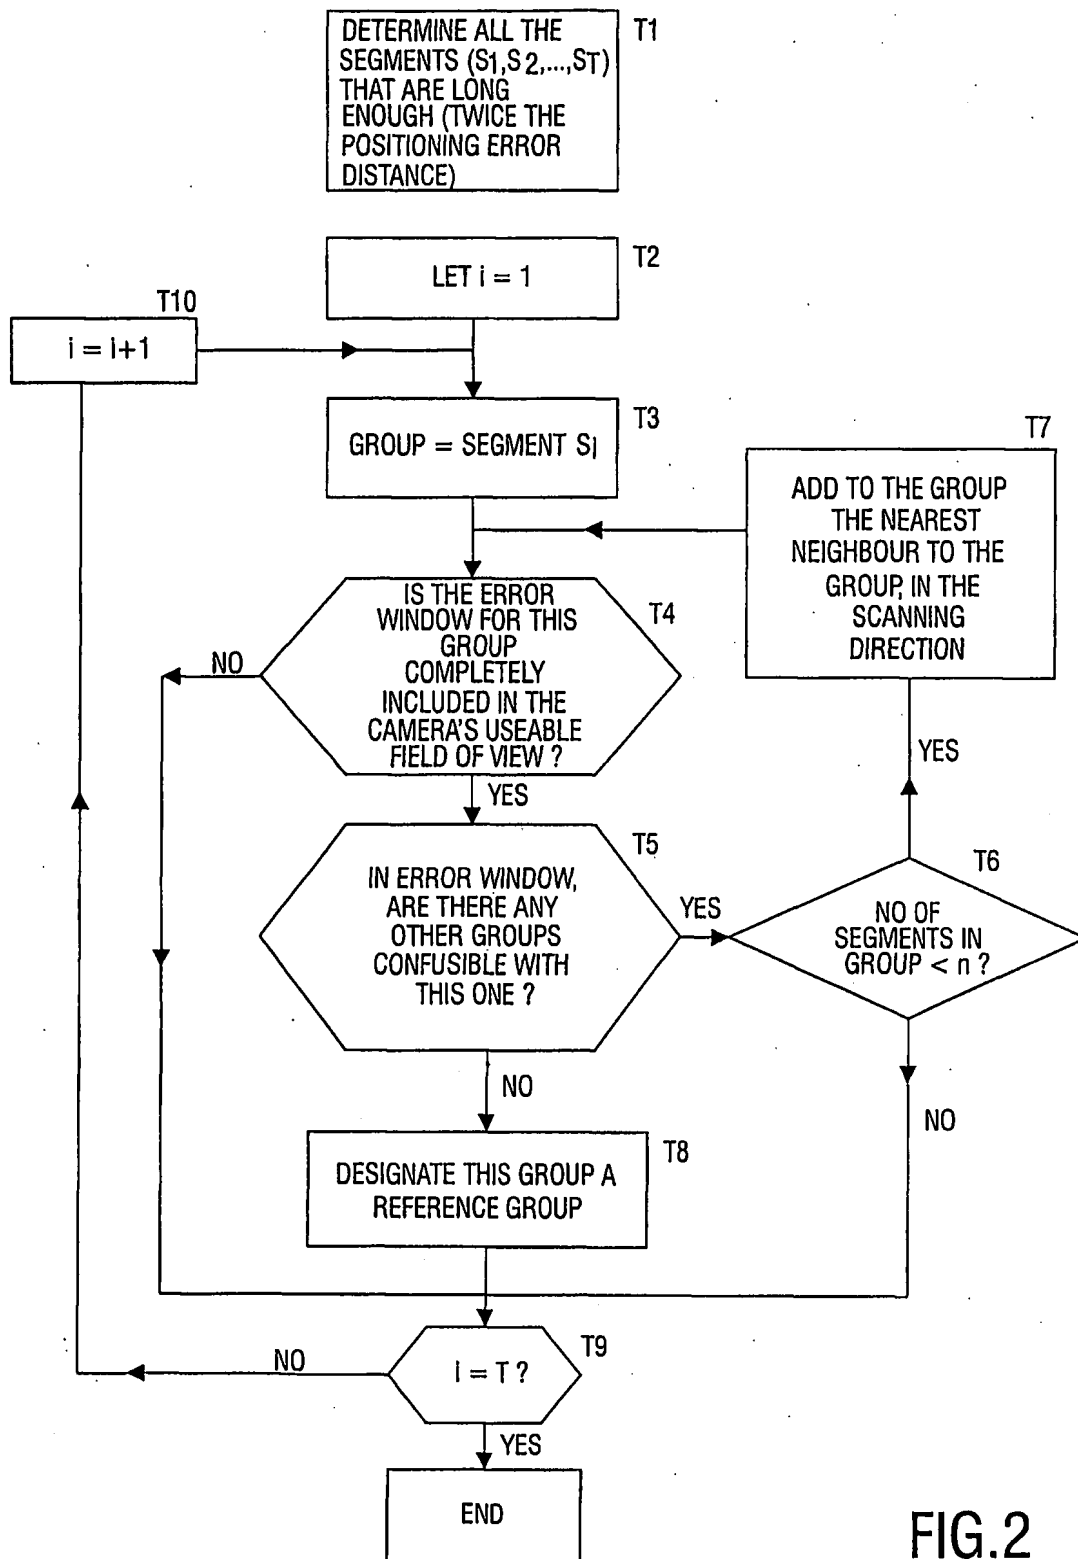 DETERMINE ALL THE
SEGMENTS (S1,S2,...,ST)
THAT ARE LONG
ENOUGH (TWICE THE
POSITIONING ERROR
DISTANCE)
T1
LET i = 1
T2
T10
i = i+1
GROUP = SEGMENT Si
T3
T7
ADD TO THE GROUP
THE NEAREST
NEIGHBOUR TO THE
GROUP, IN THE
SCANNING
DIRECTION
IS THE ERROR
WINDOW FOR THIS
GROUP
COMPLETELY
INCLUDED IN THE
CAMERA'S USEABLE
FIELD OF VIEW ?
T4
NO
YES
YES
IN ERROR WINDOW,
ARE THERE ANY
OTHER GROUPS
CONFUSIBLE WITH
THIS ONE ?
T5
YES
T6
NO OF
SEGMENTS IN
GROUP < n ?
NO
NO
DESIGNATE THIS GROUP A
REFERENCE GROUP
T8
NO
i = T ?
T9
YES
END
FIG.2